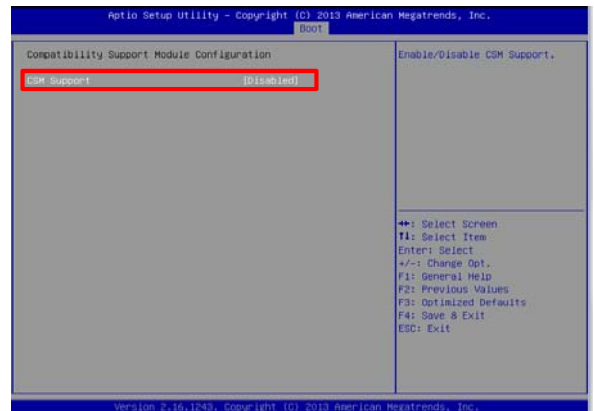 Aptio Setup Utility - Copyright (C) 2013 American Megatrends, Inc.
Boot
Compatibility Support Module Configuration
CSM Support [Disabled]
Enable/Disable CSM Support.
↔: Select Screen
↑↓: Select Item
Enter: Select
+/-: Change Opt.
F1: General Help
F2: Previous Values
F3: Optimized Defaults
F4: Save & Exit
ESC: Exit
Version 2.16.1243. Copyright (C) 2013 American Megatrends, Inc.